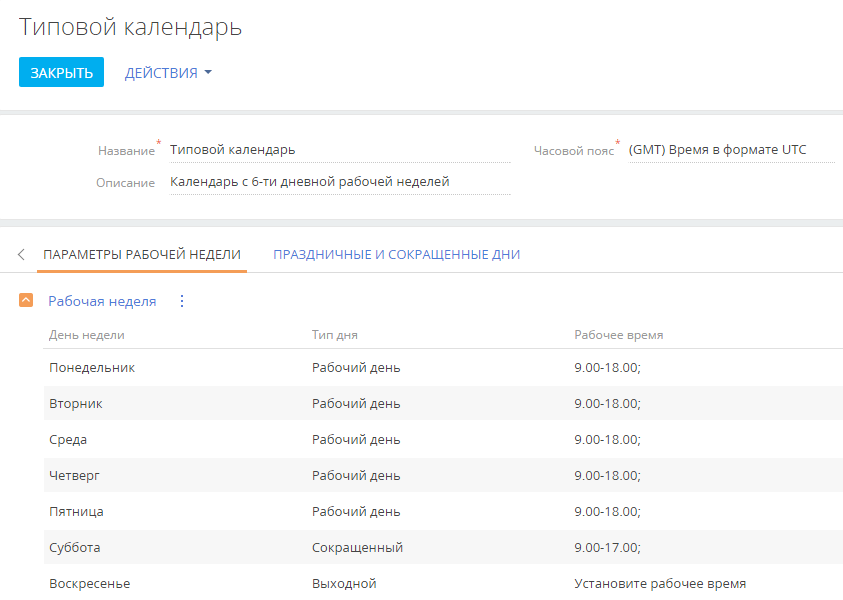 Типовой календарь
ЗАКРЫТЬ ДЕЙСТВИЯ
Название* Типовой календарь Часовой пояс* (GMT) Время в формате UTC
Описание Календарь с 6-ти дневной рабочей неделей
ПАРАМЕТРЫ РАБОЧЕЙ НЕДЕЛИ ПРАЗДНИЧНЫЕ И СОКРАЩЕННЫЕ ДНИ
Рабочая неделя
День недели Тип дня Рабочее время
Понедельник Рабочий день 9.00-18.00;
Вторник Рабочий день 9.00-18.00;
Среда Рабочий день 9.00-18.00;
Четверг Рабочий день 9.00-18.00;
Пятница Рабочий день 9.00-18.00;
Суббота Сокращенный 9.00-17.00;
Воскресенье Выходной Установите рабочее время